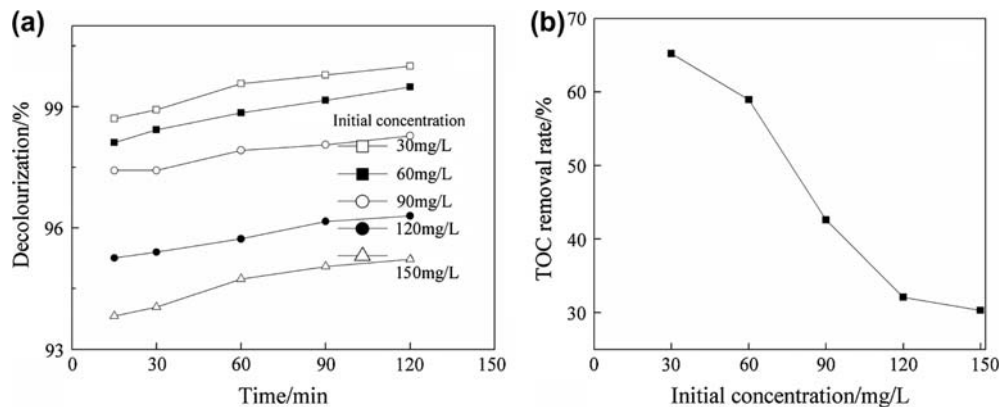 (a)
Decolourization/%
99
96
93
Initial concentration
30mg/L
60mg/L
90mg/L
120mg/L
150mg/L
0 30 60 90 120 150
Time/min
(b)
TOC removal rate/%
70
60
50
40
30
0 30 60 90 120 150
Initial concentration/mg/L